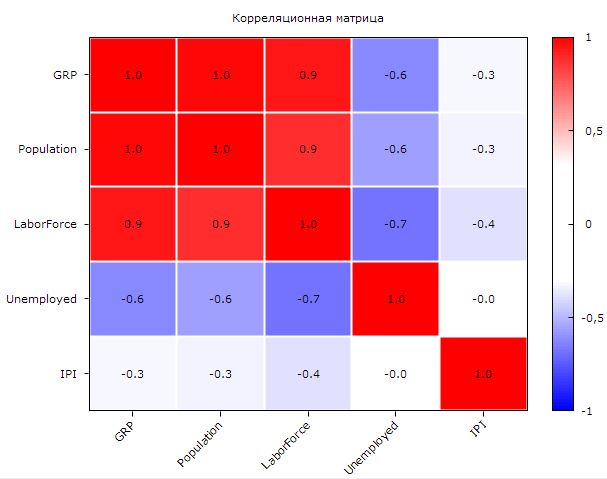 Корреляционная матрица
GRP 1.0 1.0 0.9 -0.6 -0.3
Population 1.0 1.0 0.9 -0.6 -0.3
LaborForce 0.9 0.9 1.0 -0.7 -0.4
Unemployed -0.6 -0.6 -0.7 1.0 -0.0
IPI -0.3 -0.3 -0.4 -0.0 1.0
GRP Population LaborForce Unemployed IPI
1
0,5
0
-0,5
-1